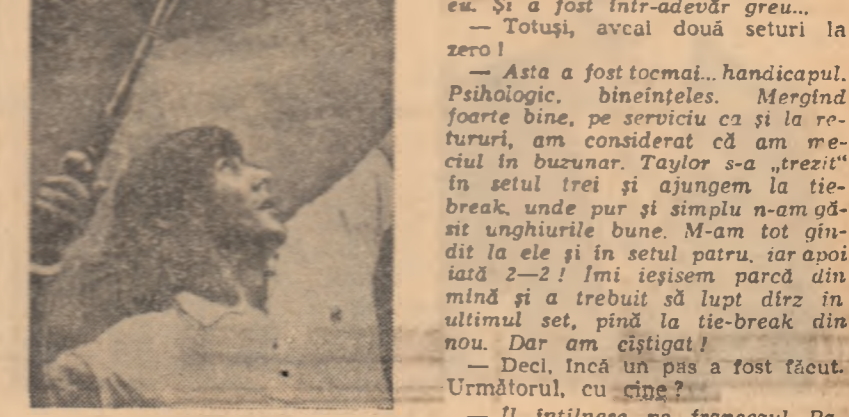 eu. Și a fost într-adevăr greu...
— Totuși, aveai două seturi la
zero !
— Asta a fost tocmai... handicapul.
Psihologic, bineînțeles. Mergînd
foarte bine, pe serviciu ca și la re-
tururi, am considerat că am me-
ciul în buzunar. Taylor s-a „trezit“
în setul trei și ajungem la tie-
break, unde pur și simplu n-am gă-
sit unghiurile bune. M-am tot gîn-
dit la ele și în setul patru, iar apoi
iată 2—2 ! Îmi ieșisem parcă din
mînă și a trebuit să lupt dîrz în
ultimul set, pînă la tie-break din
nou. Dar am cîștigat !
— Deci, încă un pas a fost făcut.
Următorul, cu cine ?
— Îl întîlnesc pe francezul